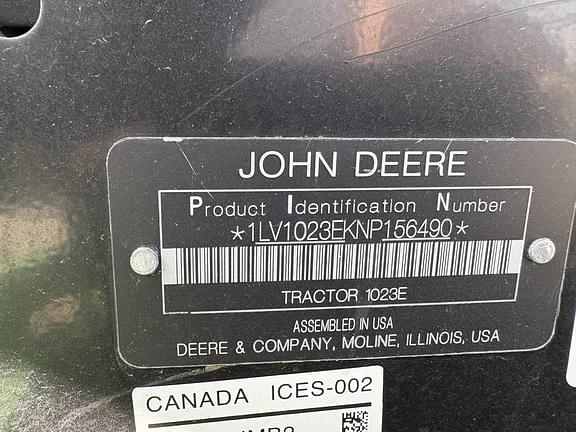 JOHN DEERE
Product Identification Number
*1LV1023EKNP156490*
TRACTOR 1023E
ASSEMBLED IN USA
DEERE & COMPANY, MOLINE, ILLINOIS, USA
CANADA ICES-002